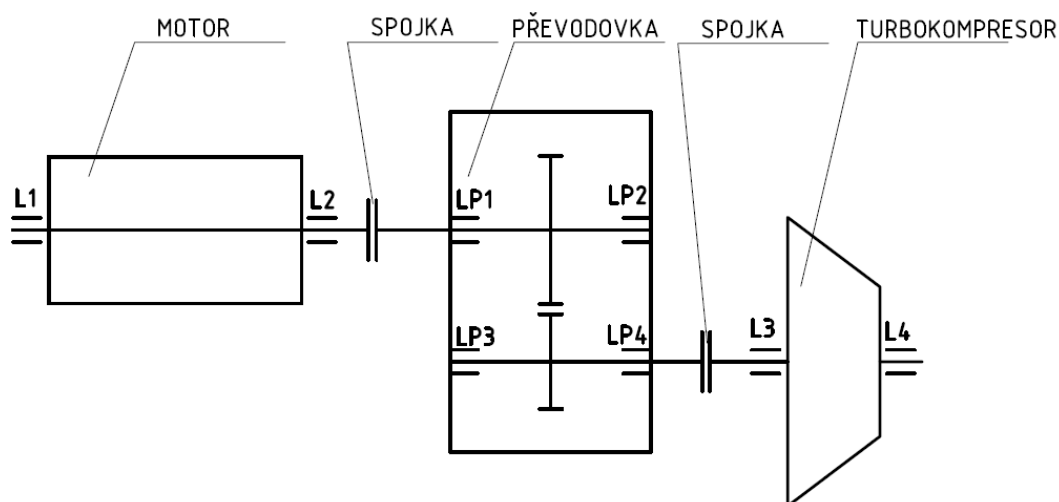 MOTOR SPOJKA PŘEVODOVKA SPOJKA TURBOKOMPRESOR
L1 L2 LP1 LP2
LP3 LP4 L3 L4